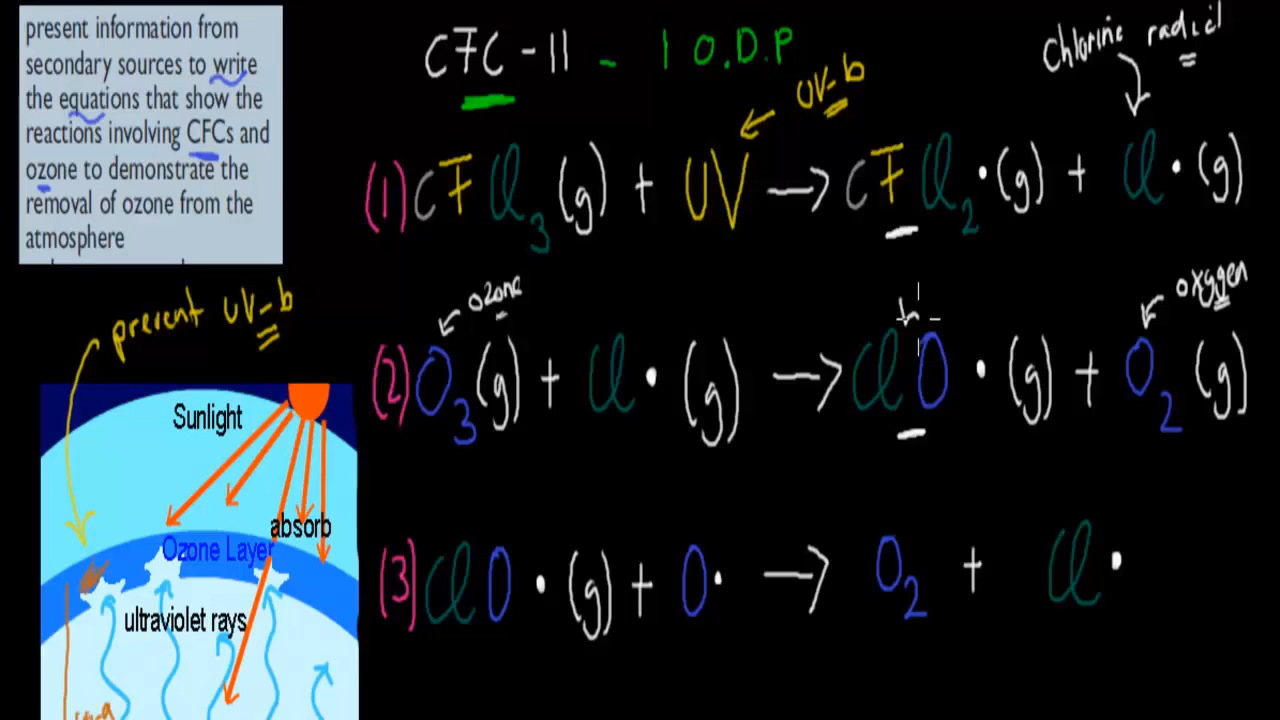 present information from
secondary sources to write
the equations that show the
reactions involving CFCs and
ozone to demonstrate the
removal of ozone from the
atmosphere
CFC-11 - 1 O.D.P
UV-b
Chlorine radicl
(1) CFCl3 (g) + UV → CFCl2•(g) + Cl•(g)
prevent UV-b
ozone
oxygen
(2) O3(g) + Cl•(g) → ClO•(g) + O2(g)
(3) ClO•(g) + O• → O2 + Cl•
Sunlight
absorb
Ozone Layer
ultraviolet rays